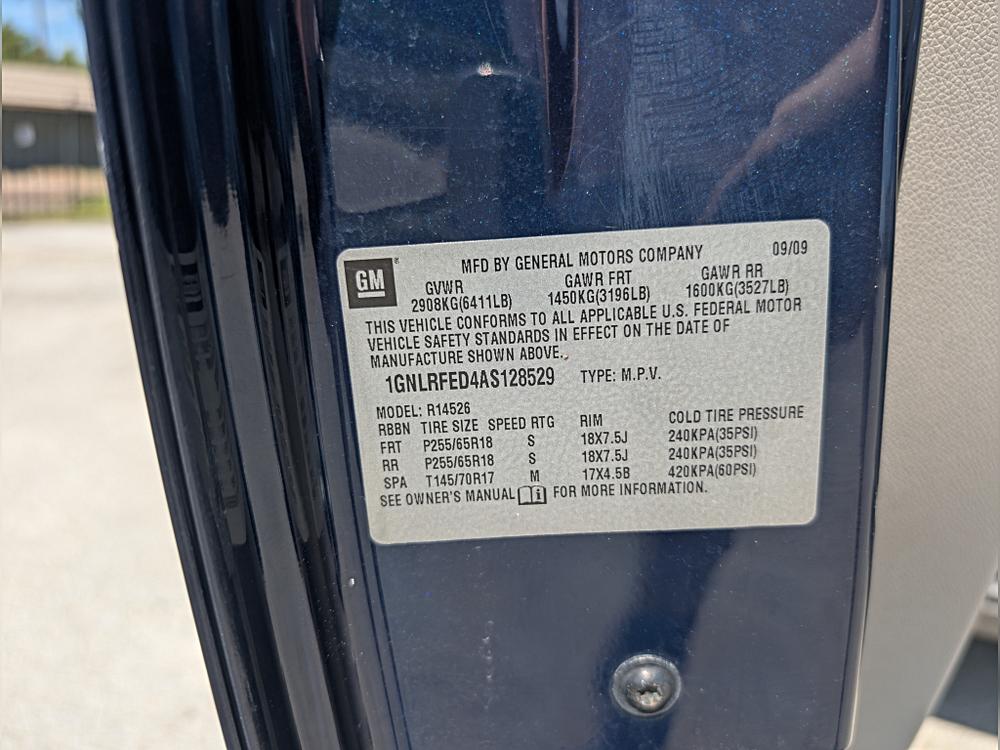 GM ® MFD BY GENERAL MOTORS COMPANY 09/09
GVWR GAWR FRT GAWR RR
2908KG(6411LB) 1450KG(3196LB) 1600KG(3527LB)
THIS VEHICLE CONFORMS TO ALL APPLICABLE U.S. FEDERAL MOTOR
VEHICLE SAFETY STANDARDS IN EFFECT ON THE DATE OF
MANUFACTURE SHOWN ABOVE.
1GNLRFED4AS128529 TYPE: M.P.V.
MODEL: R14526
RBBN TIRE SIZE SPEED RTG RIM COLD TIRE PRESSURE
FRT P255/65R18 S 18X7.5J 240KPA(35PSI)
RR P255/65R18 S 18X7.5J 240KPA(35PSI)
SPA T145/70R17 M 17X4.5B 420KPA(60PSI)
SEE OWNER'S MANUAL i FOR MORE INFORMATION.